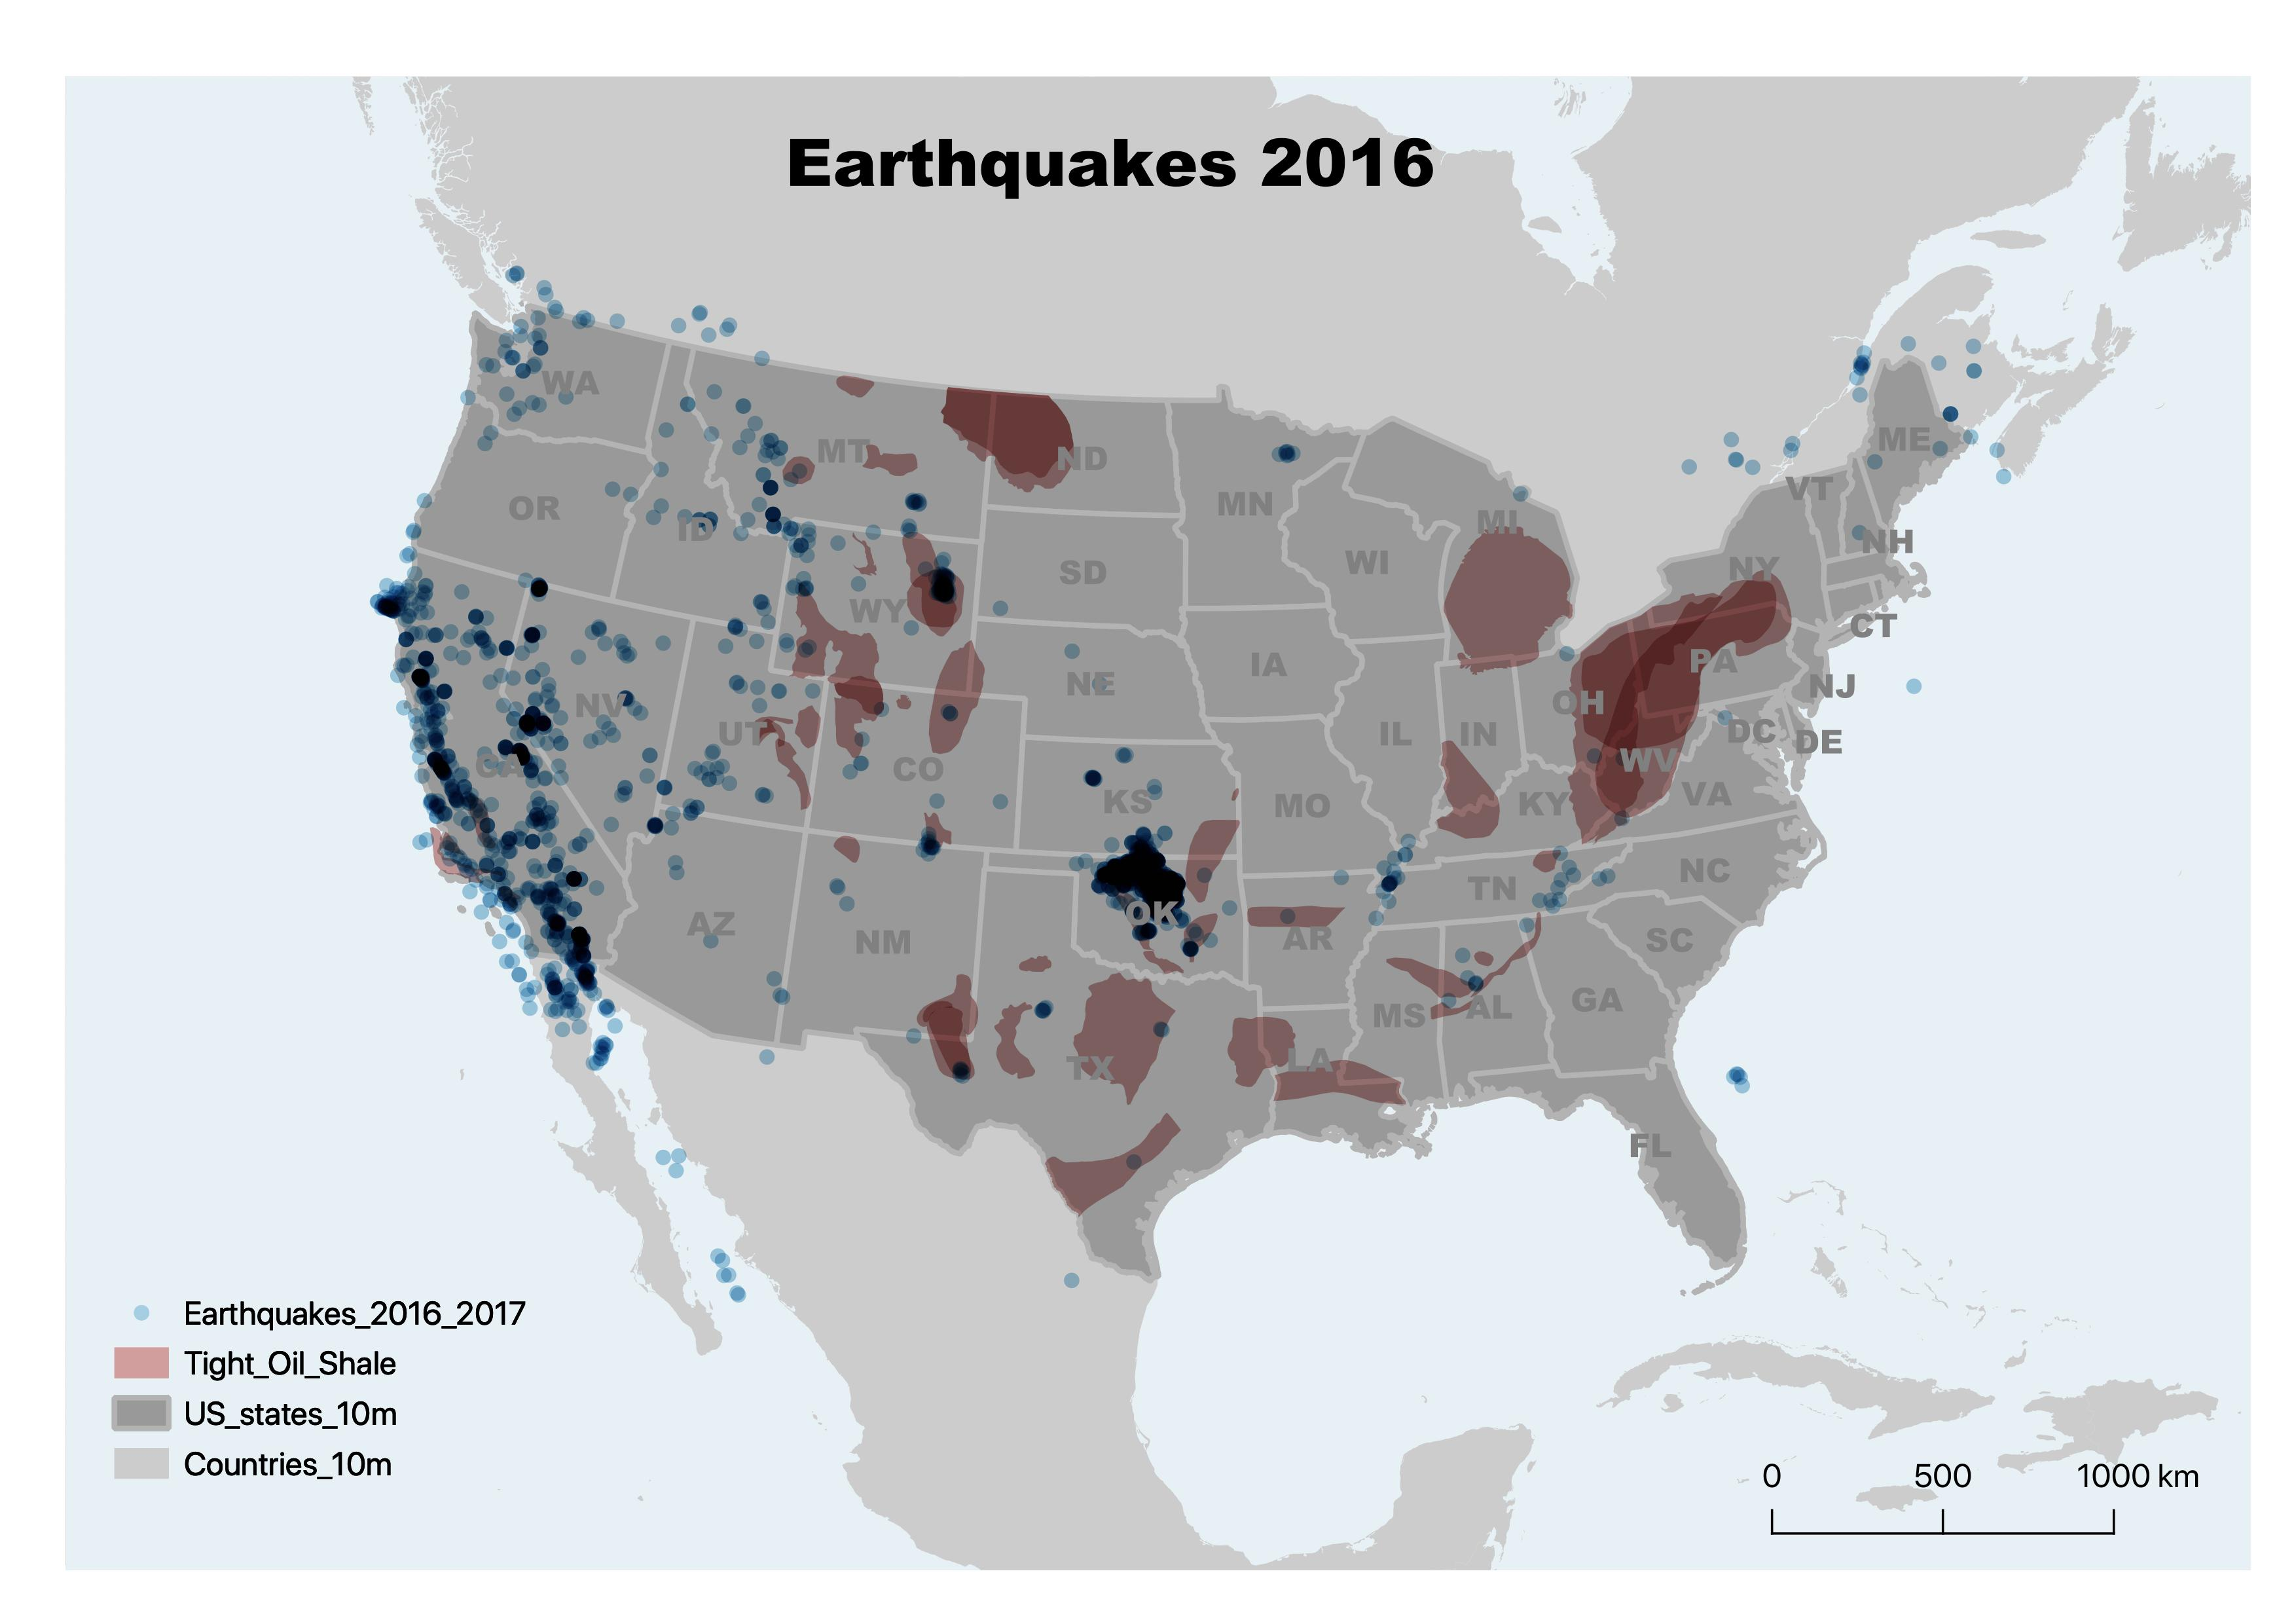 Earthquakes 2016
WA
MT
ND
ME
OR
ID
MN
MI
VT
NH
SD
WI
NY
WY
CT
NE
IA
PA
NJ
NV
UT
CO
IL
IN
OH
WV
DC
DE
CA
KS
MO
KY
VA
OK
TN
NC
AZ
NM
AR
SC
MS
AL
GA
TX
LA
FL
Earthquakes_2016_2017
Tight_Oil_Shale
US_states_10m
Countries_10m
0 500 1000 km